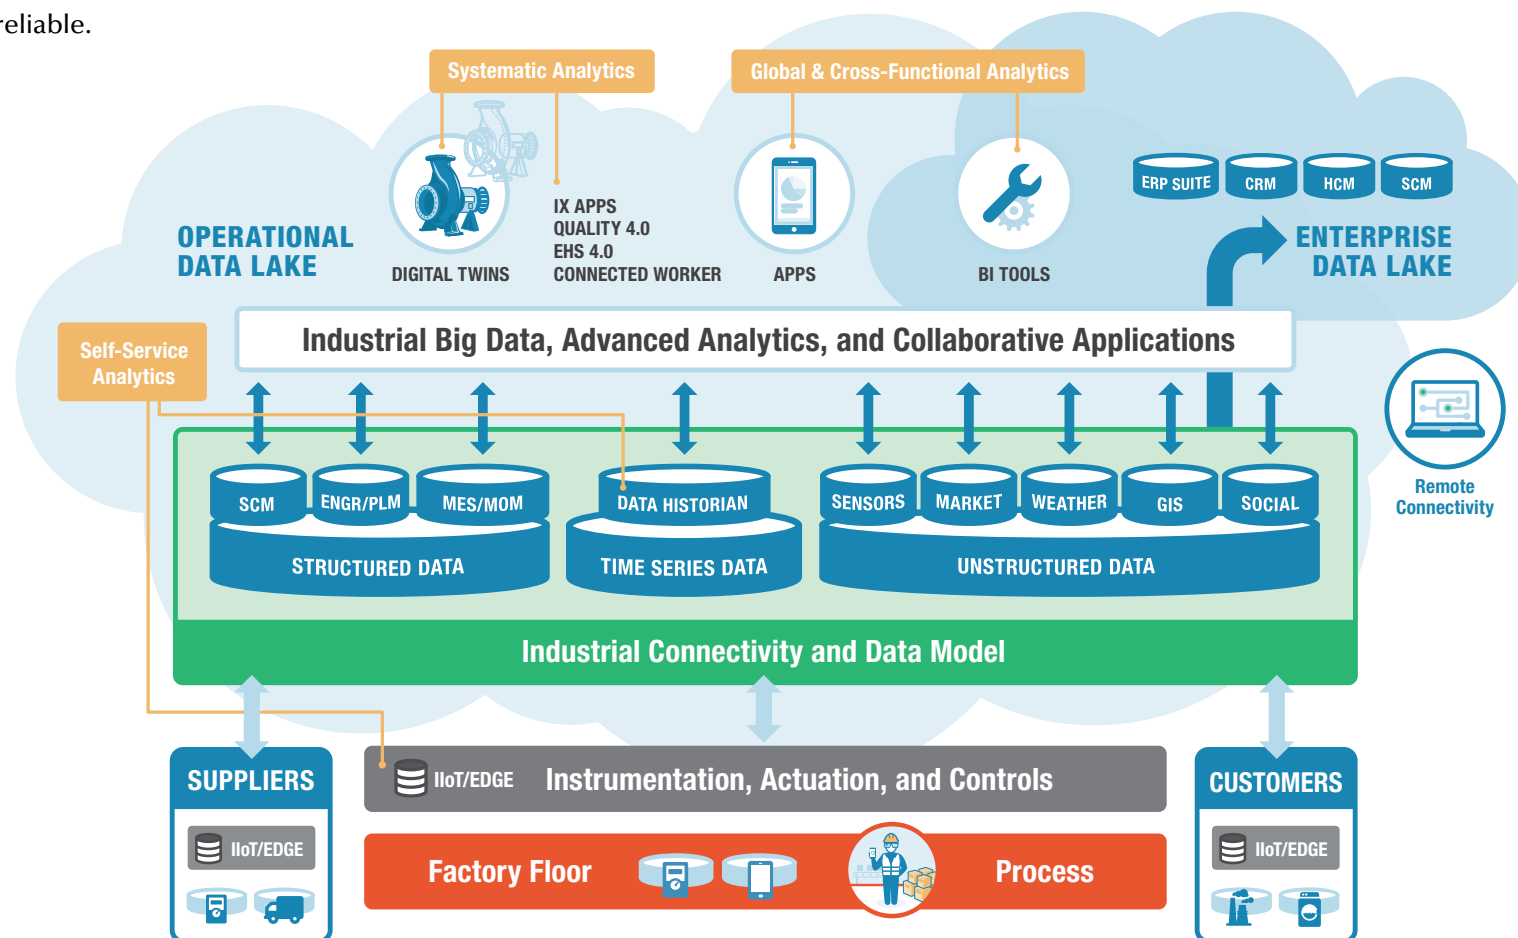 reliable.
Systematic Analytics
Global & Cross-Functional Analytics
ERP SUITE
CRM
HCM
SCM
IX APPS
QUALITY 4.0
EHS 4.0
CONNECTED WORKER
OPERATIONAL
DATA LAKE
ENTERPRISE
DATA LAKE
DIGITAL TWINS
APPS
BI TOOLS
Industrial Big Data, Advanced Analytics, and Collaborative Applications
Self-Service
Analytics
Remote
Connectivity
SCM
ENGR/PLM
MES/MOM
DATA HISTORIAN
SENSORS
MARKET
WEATHER
GIS
SOCIAL
STRUCTURED DATA
TIME SERIES DATA
UNSTRUCTURED DATA
Industrial Connectivity and Data Model
SUPPLIERS
IIoT/EDGE
IIoT/EDGE
Instrumentation, Actuation, and Controls
Factory Floor
Process
CUSTOMERS
IIoT/EDGE